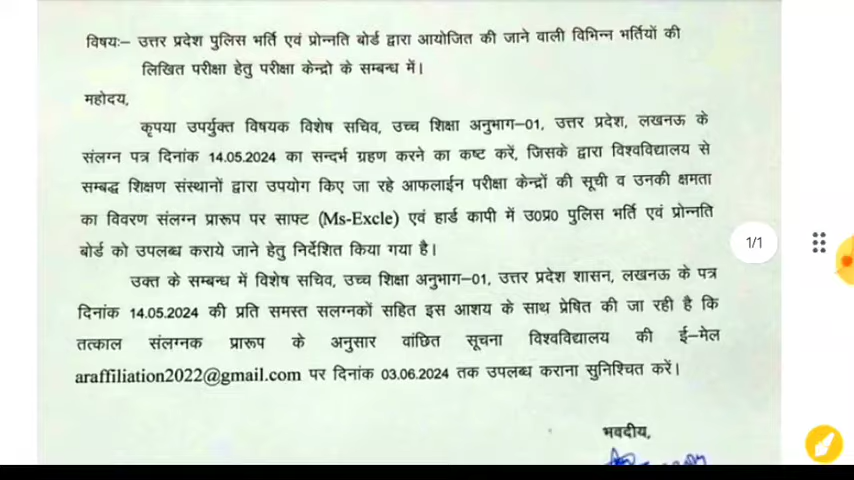 विषयः– उत्तर प्रदेश पुलिस भर्ति एवं प्रोन्नति बोर्ड द्वारा आयोजित की जाने वाली विभिन्न भर्तियों की
लिखित परीक्षा हेतु परीक्षा केन्द्रो के सम्बन्ध में।
महोदय,
कृपया उपर्युक्त विषयक विशेष सचिव, उच्च शिक्षा अनुभाग–01, उत्तर प्रदेश, लखनऊ के
संलग्न पत्र दिनांक 14.05.2024 का सन्दर्भ ग्रहण करने का कष्ट करें, जिसके द्वारा विश्वविद्यालय से
सम्बद्ध शिक्षण संस्थानों द्वारा उपयोग किए जा रहे आफलाईन परीक्षा केन्द्रों की सूची व उनकी क्षमता
का विवरण संलग्न प्रारूप पर साफ्ट (Ms-Excle) एवं हार्ड कापी में उ0प्र0 पुलिस भर्ति एवं प्रोन्नति
बोर्ड को उपलब्ध कराये जाने हेतु निर्देशित किया गया है।
1/1
उक्त के सम्बन्ध में विशेष सचिव, उच्च शिक्षा अनुभाग–01, उत्तर प्रदेश शासन, लखनऊ के पत्र
दिनांक 14.05.2024 की प्रति समस्त सलग्नकों सहित इस आशय के साथ प्रेषित की जा रही है कि
तत्काल संलग्नक प्रारूप के अनुसार वांछित सूचना विश्वविद्यालय की ई–मेल
araffiliation2022@gmail.com पर दिनांक 03.06.2024 तक उपलब्ध कराना सुनिश्चित करें।
भवदीय,